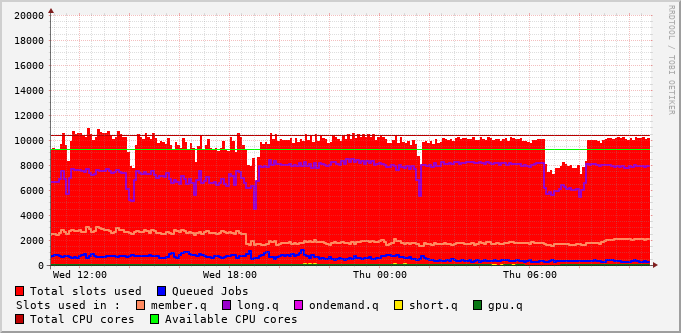 RRDTOOL / TOBI OETIKER
20000
18000
16000
14000
12000
10000
8000
6000
4000
2000
0
Wed 12:00 Wed 18:00 Thu 00:00 Thu 06:00
Total slots used Queued Jobs
Slots used in : member.q long.q ondemand.q short.q gpu.q
Total CPU cores Available CPU cores